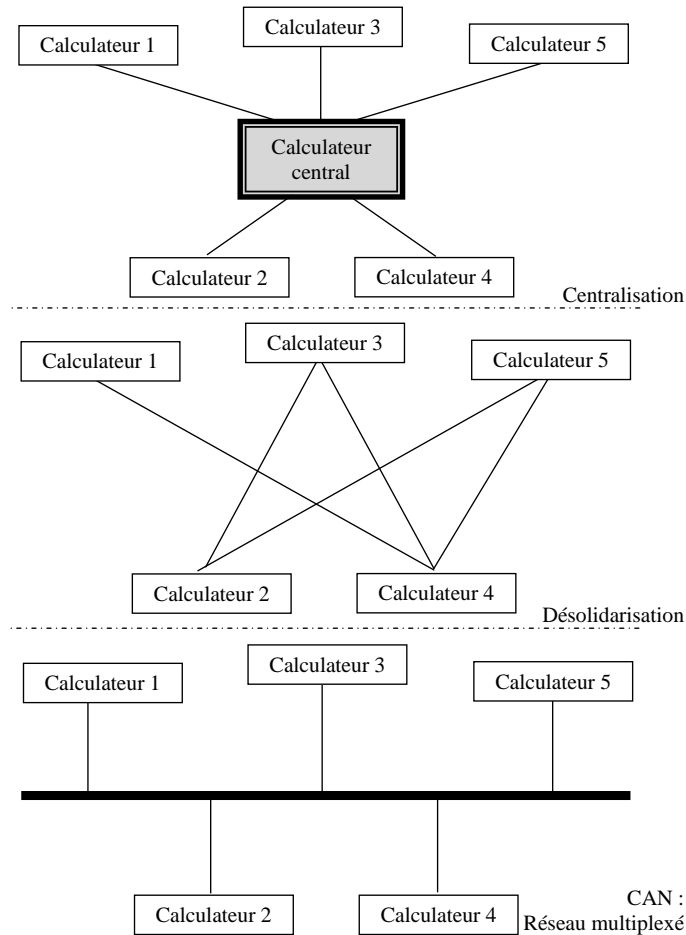 Calculateur 1
Calculateur 3
Calculateur 5
Calculateur
central
Calculateur 2
Calculateur 4
Centralisation
Calculateur 1
Calculateur 3
Calculateur 5
Calculateur 2
Calculateur 4
Désolidarisation
Calculateur 1
Calculateur 3
Calculateur 5
Calculateur 2
Calculateur 4
CAN :
Réseau multiplexé